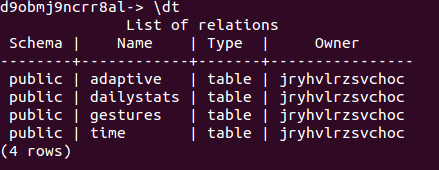 d9obmj9ncrr8al-> \dt
List of relations
Schema | Name | Type | Owner
--------+------------+-------+----------------
public | adaptive | table | jryhvlrzsvchoc
public | dailystats | table | jryhvlrzsvchoc
public | gestures | table | jryhvlrzsvchoc
public | time | table | jryhvlrzsvchoc
(4 rows)